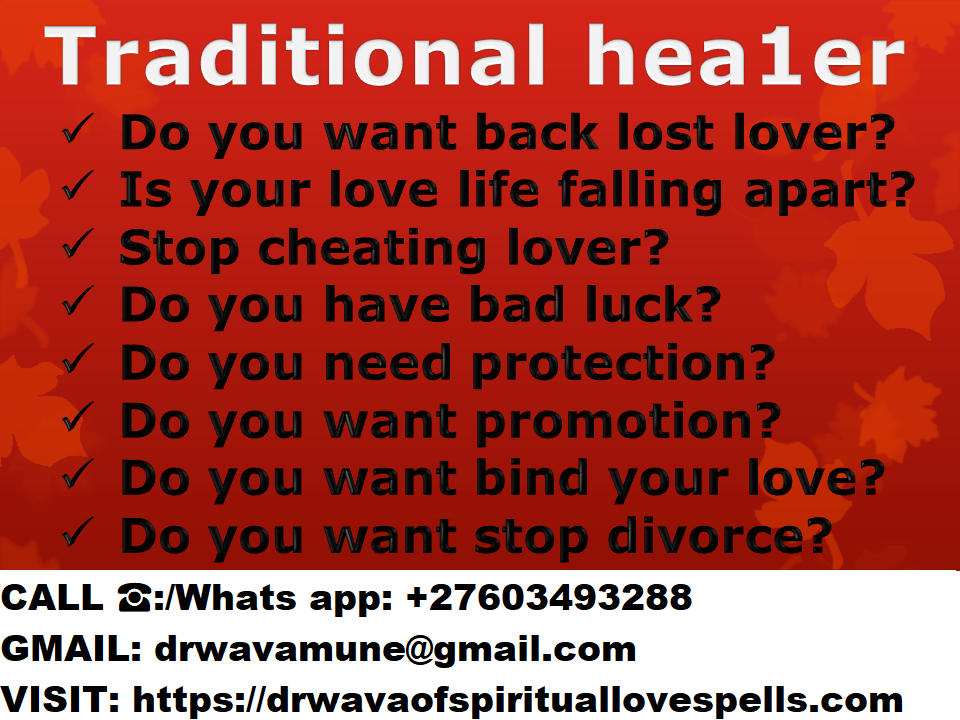 Traditional hea1er
✓ Do you want back lost lover?
✓ Is your love life falling apart?
✓ Stop cheating lover?
✓ Do you have bad luck?
✓ Do you need protection?
✓ Do you want promotion?
✓ Do you want bind your love?
✓ Do you want stop divorce?
CALL ☎:/Whats app: +27603493288
GMAIL: drwavamune@gmail.com
VISIT: https://drwavaofspirituallovespells.com